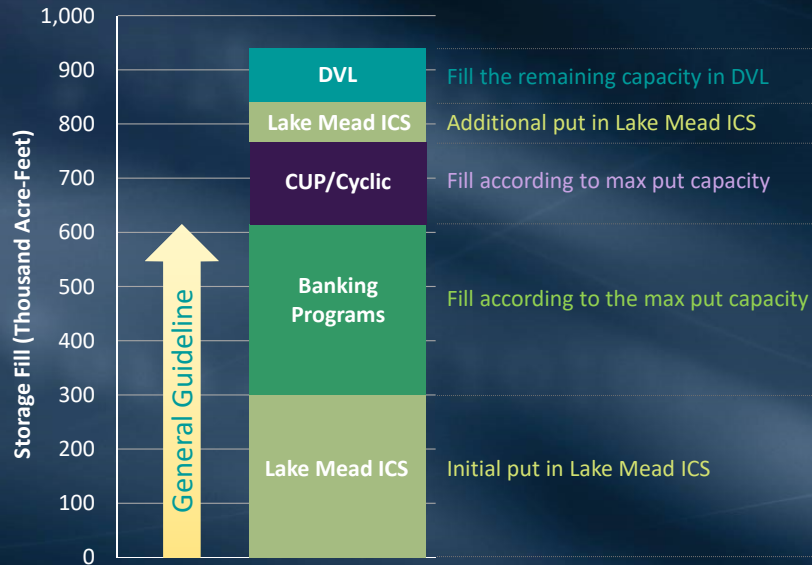 1,000
900
800
700
600
500
400
300
200
100
0
Storage Fill (Thousand Acre-Feet)
General Guideline
DVL
Fill the remaining capacity in DVL
Lake Mead ICS
Additional put in Lake Mead ICS
CUP/Cyclic
Fill according to max put capacity
Banking
Programs
Fill according to the max put capacity
Lake Mead ICS
Initial put in Lake Mead ICS